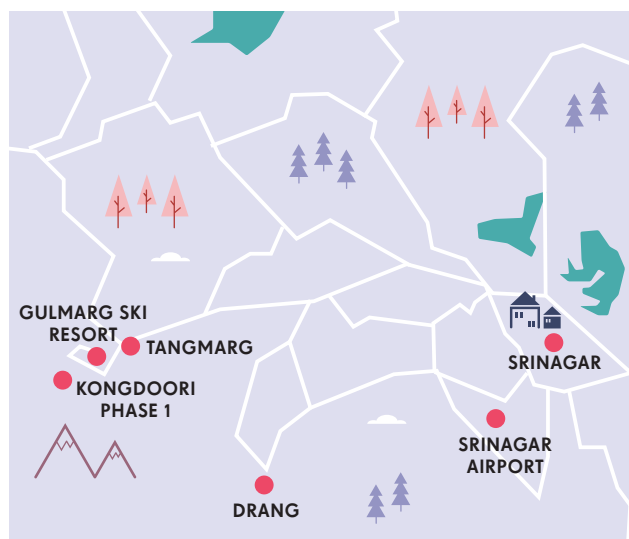 GULMARG SKI
RESORT
TANGMARG
KONGDOORI
PHASE 1
SRINAGAR
SRINAGAR
AIRPORT
DRANG